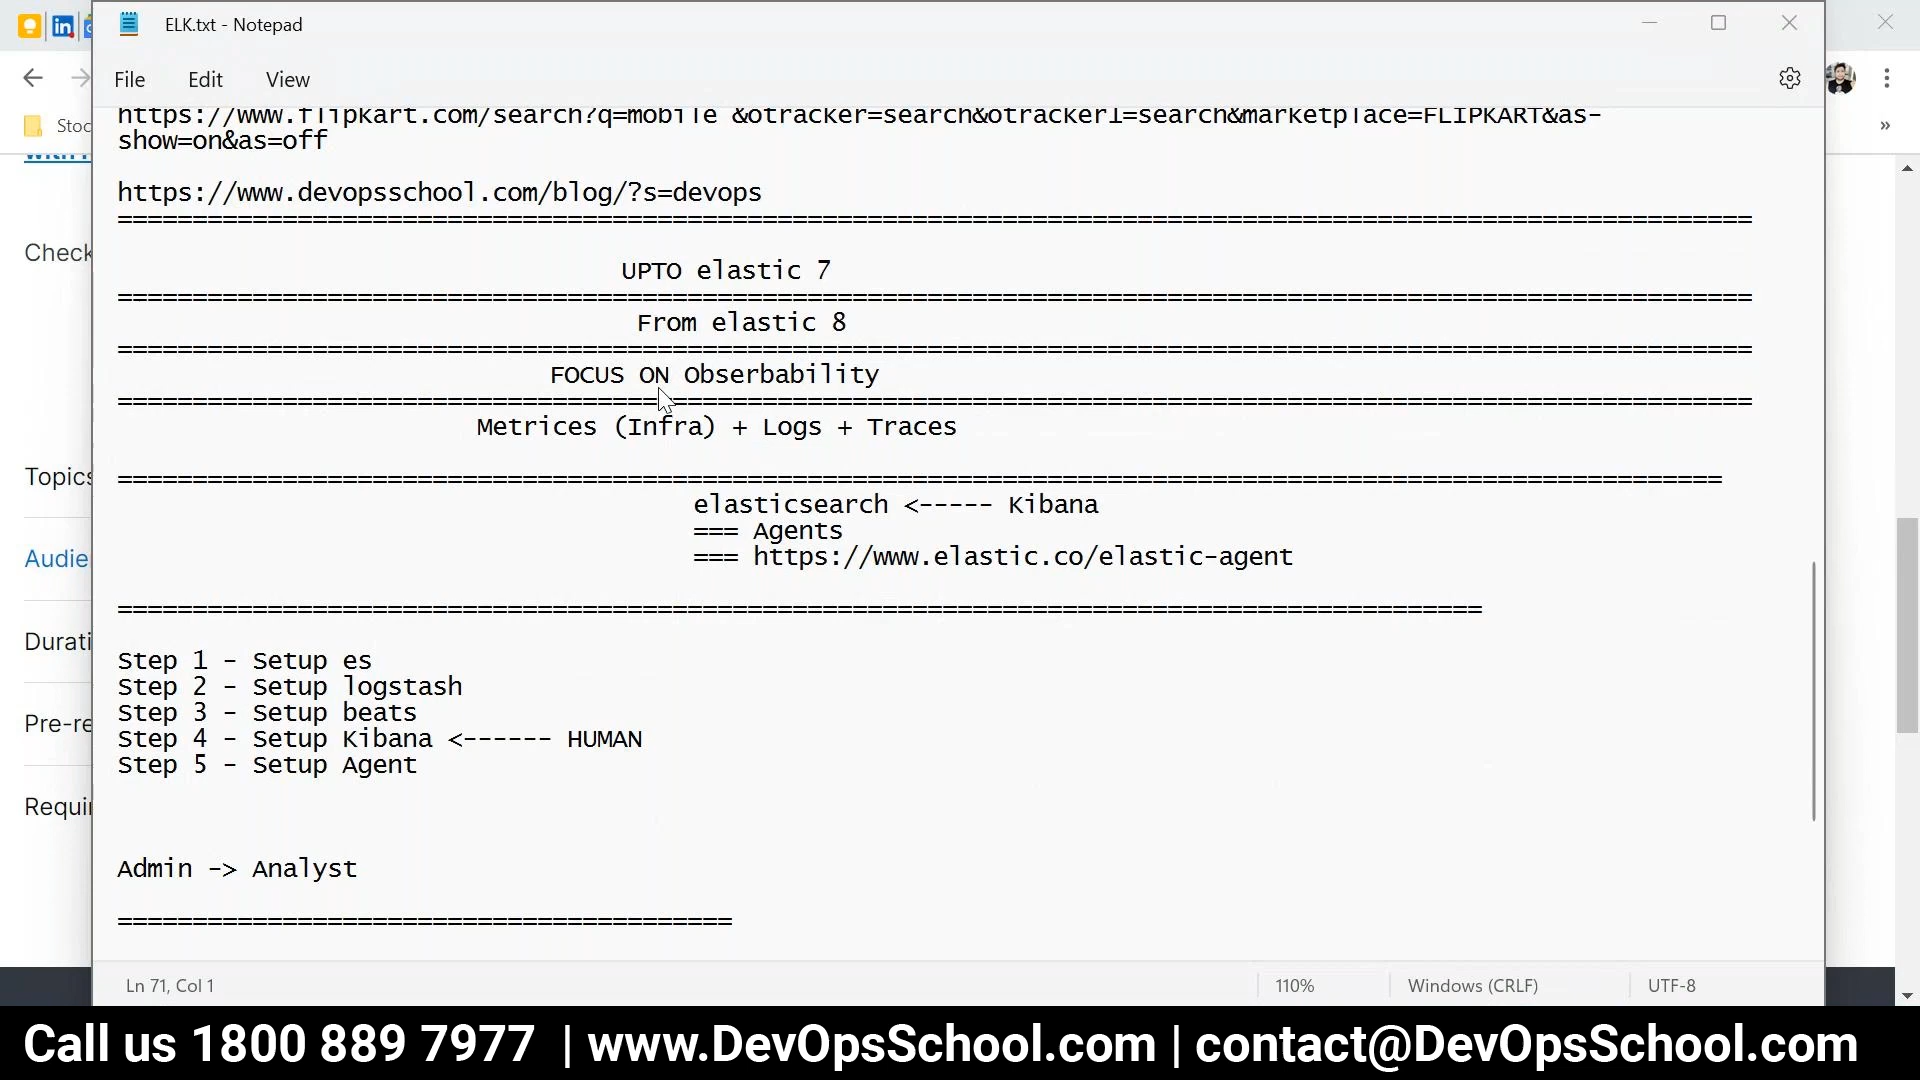 ELK.txt - Notepad
File Edit View
Stoc
https://www.flipkart.com/search?q=mobile &otracker=search&otracker1=search&marketplace=FLIPKART&as-
show=on&as=off
https://www.devopsschool.com/blog/?s=devops
=============================================================================================================
Check
UPTO elastic 7
=============================================================================================================
From elastic 8
=============================================================================================================
FOCUS ON Obserbability
=============================================================================================================
Metrices (Infra) + Logs + Traces
Topics
===========================================================================================================
elasticsearch <----- Kibana
=== Agents
=== https://www.elastic.co/elastic-agent
Audie
===========================================================================================
Durati
Step 1 - Setup es
Step 2 - Setup logstash
Step 3 - Setup beats
Pre-re
Step 4 - Setup Kibana <------ HUMAN
Step 5 - Setup Agent
Requir
Admin -> Analyst
=========================================
Ln 71, Col 1 110% Windows (CRLF) UTF-8
Call us 1800 889 7977 | www.DevOpsSchool.com | contact@DevOpsSchool.com